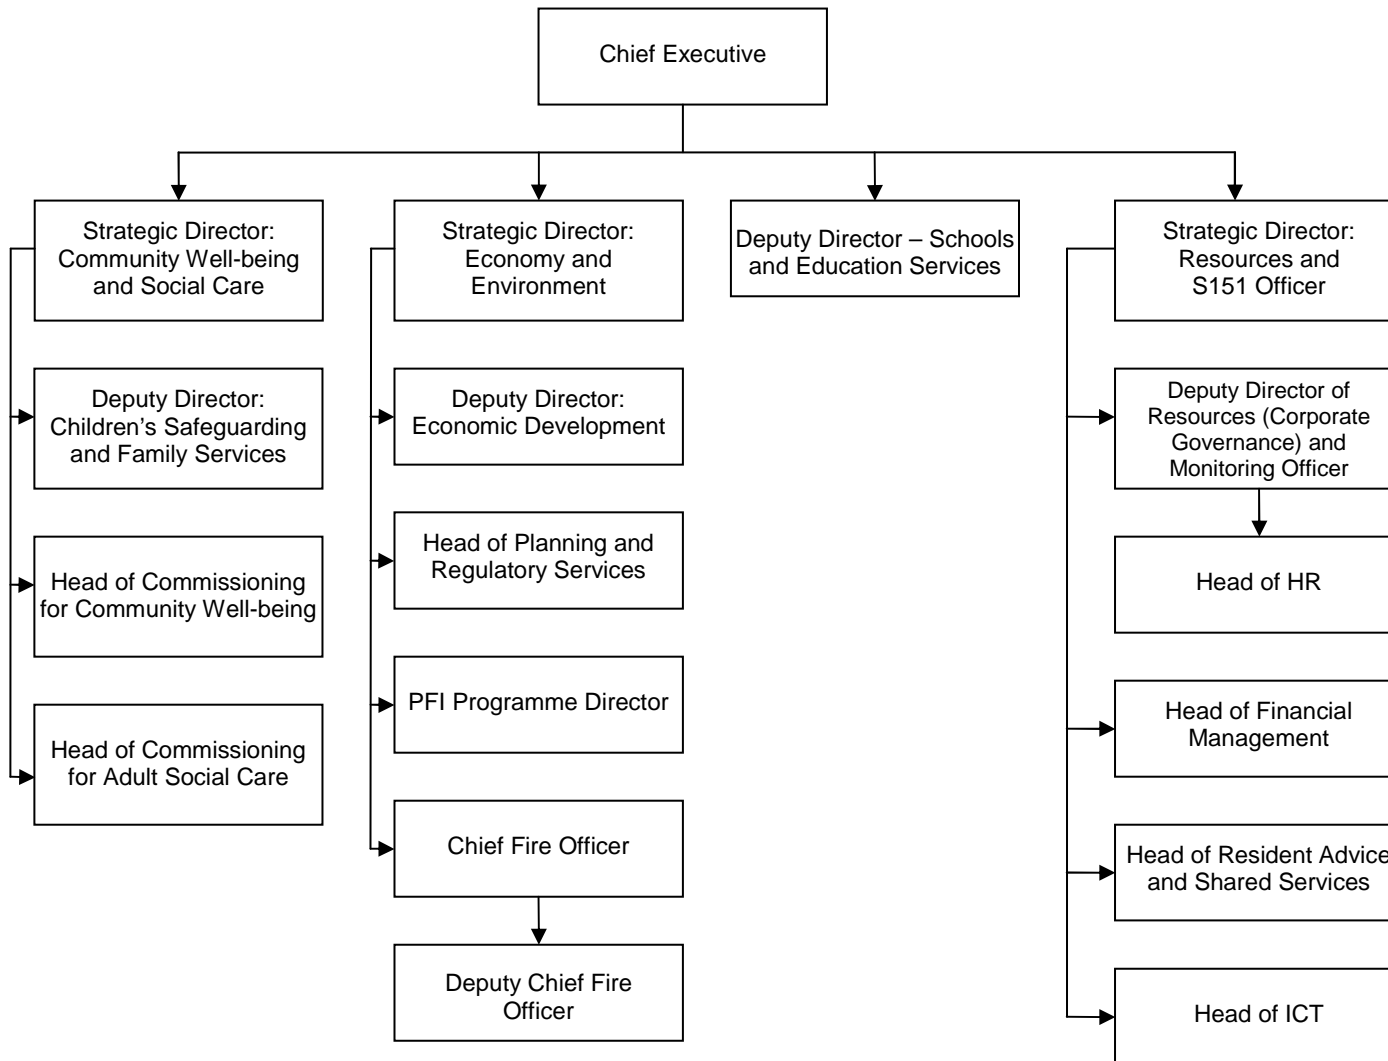 Chief Executive
Strategic Director:
Community Well-being
and Social Care
Strategic Director:
Economy and
Environment
Deputy Director – Schools
and Education Services
Strategic Director:
Resources and
S151 Officer
Deputy Director:
Children’s Safeguarding
and Family Services
Deputy Director:
Economic Development
Deputy Director of
Resources (Corporate
Governance) and
Monitoring Officer
Head of Commissioning
for Community Well-being
Head of Planning and
Regulatory Services
Head of HR
Head of Commissioning
for Adult Social Care
PFI Programme Director
Head of Financial
Management
Chief Fire Officer
Head of Resident Advice
and Shared Services
Deputy Chief Fire
Officer
Head of ICT